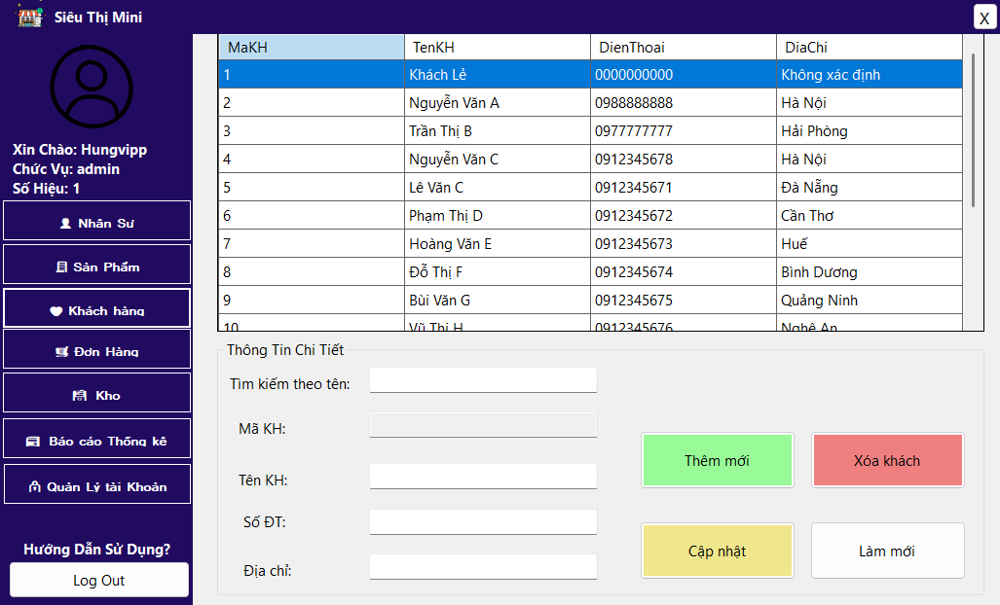 Siêu Thị Mini
X
Xin Chào: Hungvipp
Chức Vụ: admin
Số Hiệu: 1
Nhân Sự
Sản Phẩm
Khách hàng
Đơn Hàng
Kho
Báo cáo Thống kê
Quản Lý tài Khoản
Hướng Dẫn Sử Dụng?
Log Out
MaKH TenKH DienThoai DiaChi
1 Khách Lẻ 0000000000 Không xác định
2 Nguyễn Văn A 0988888888 Hà Nội
3 Trần Thị B 0977777777 Hải Phòng
4 Nguyễn Văn C 0912345678 Hà Nội
5 Lê Văn C 0912345671 Đà Nẵng
6 Phạm Thị D 0912345672 Cần Thơ
7 Hoàng Văn E 0912345673 Huế
8 Đỗ Thị F 0912345674 Bình Dương
9 Bùi Văn G 0912345675 Quảng Ninh
10 Vũ Thị H 0912345676 Nghệ An
Thông Tin Chi Tiết
Tìm kiếm theo tên:
Mã KH:
Tên KH:
Số ĐT:
Địa chỉ:
Thêm mới
Xóa khách
Cập nhật
Làm mới